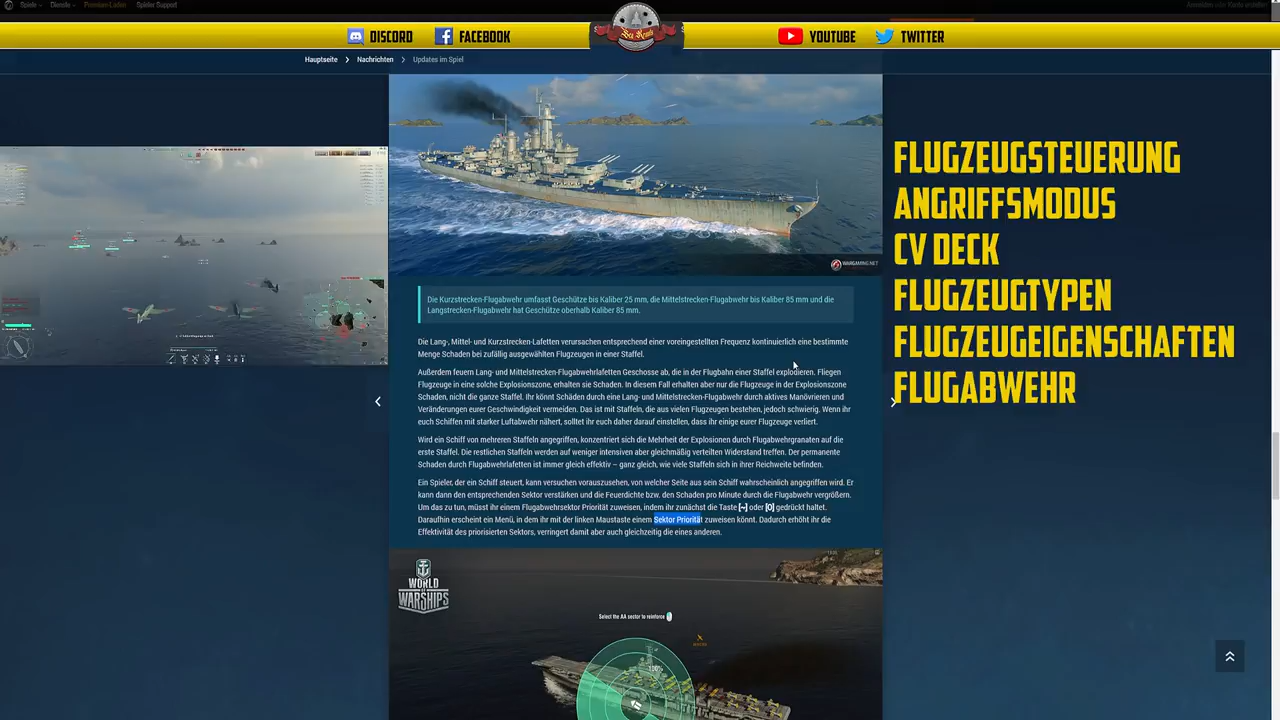 Spiele
Dienste
Premium-Laden
Spieler Support
Anmelden oder Konto erstellen
DISCORD
FACEBOOK
YOUTUBE
TWITTER
Hauptseite
Nachrichten
Updates im Spiel
WARGAMING.NET
Die Kurzstrecken-Flugabwehr umfasst Geschütze bis Kaliber 25 mm, die Mittelstrecken-Flugabwehr bis Kaliber 85 mm und die
Langstrecken-Flugabwehr hat Geschütze oberhalb Kaliber 85 mm.
Die Lang-, Mittel- und Kurzstrecken-Lafetten verursachen entsprechend einer voreingestellten Frequenz kontinuierlich eine bestimmte
Menge Schaden bei zufällig ausgewählten Flugzeugen in einer Staffel.
Außerdem feuern Lang- und Mittelstrecken-Flugabwehrlafetten Geschosse ab, die in der Flugbahn einer Staffel explodieren. Fliegen
Flugzeuge in eine solche Explosionszone, erhalten sie Schaden. In diesem Fall erhalten aber nur die Flugzeuge in der Explosionszone
Schaden, nicht die ganze Staffel. Ihr könnt Schäden durch eine Lang- und Mittelstrecken-Flugabwehr durch aktives Manövrieren und
Veränderungen eurer Geschwindigkeit vermeiden. Das ist mit Staffeln, die aus vielen Flugzeugen bestehen, jedoch schwierig. Wenn ihr
euch Schiffen mit starker Luftabwehr nähert, solltet ihr euch daher darauf einstellen, dass ihr einige eurer Flugzeuge verliert.
Wird ein Schiff von mehreren Staffeln angegriffen, konzentriert sich die Mehrheit der Explosionen durch Flugabwehrgranaten auf die
erste Staffel. Die restlichen Staffeln werden auf weniger intensiven aber gleichmäßig verteilten Widerstand treffen. Der permanente
Schaden durch Flugabwehrlafetten ist immer gleich effektiv – ganz gleich, wie viele Staffeln sich in ihrer Reichweite befinden.
Ein Spieler, der ein Schiff steuert, kann versuchen vorauszusehen, von welcher Seite aus sein Schiff wahrscheinlich angegriffen wird. Er
kann dann den entsprechenden Sektor verstärken und die Feuerdichte bzw. den Schaden pro Minute durch die Flugabwehr vergrößern.
Um das zu tun, müsst ihr einem Flugabwehrsektor Priorität zuweisen, indem ihr zunächst die Taste [~] oder [O] gedrückt haltet.
Daraufhin erscheint ein Menü, in dem ihr mit der linken Maustaste einem Sektor Priorität zuweisen könnt. Dadurch erhöht ihr die
Effektivität des priorisierten Sektors, verringert damit aber auch gleichzeitig die eines anderen.
WORLD
OF
WARSHIPS
Select the AA sector to reinforce
100%
FLUGZEUGSTEUERUNG
ANGRIFFSMODUS
CV DECK
FLUGZEUGTYPEN
FLUGZEUGEIGENSCHAFTEN
FLUGABWEHR